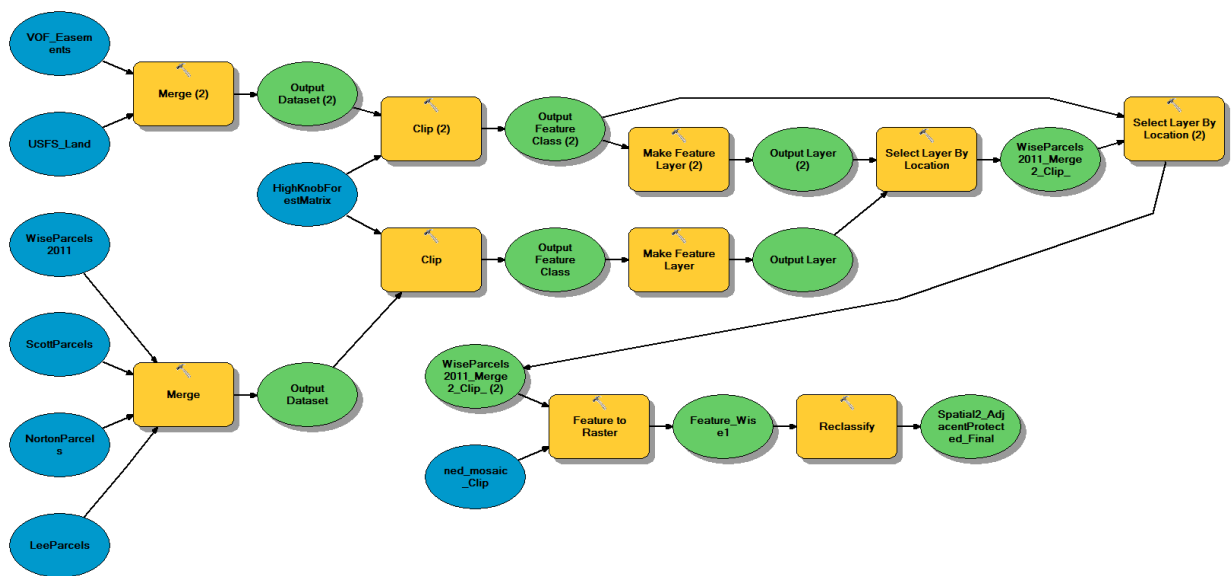 VOF_Easem
ents
Merge (2)
Output
Dataset (2)
Clip (2)
Output
Feature
Class (2)
Make Feature
Layer (2)
Output Layer
(2)
Select Layer By
Location
WiseParcels
2011_Merge
2_Clip_
Select Layer By
Location (2)
USFS_Land
HighKnobFor
estMatrix
WiseParcels
2011
Clip
Output
Feature
Class
Make Feature
Layer
Output Layer
ScottParcels
Merge
Output
Dataset
NortonParcel
s
LeeParcels
WiseParcels
2011_Merge
2_Clip_ (2)
Feature to
Raster
Feature_Wis
e1
Reclassify
Spatial2_Adj
acentProtect
ed_Final
ned_mosaic
_Clip